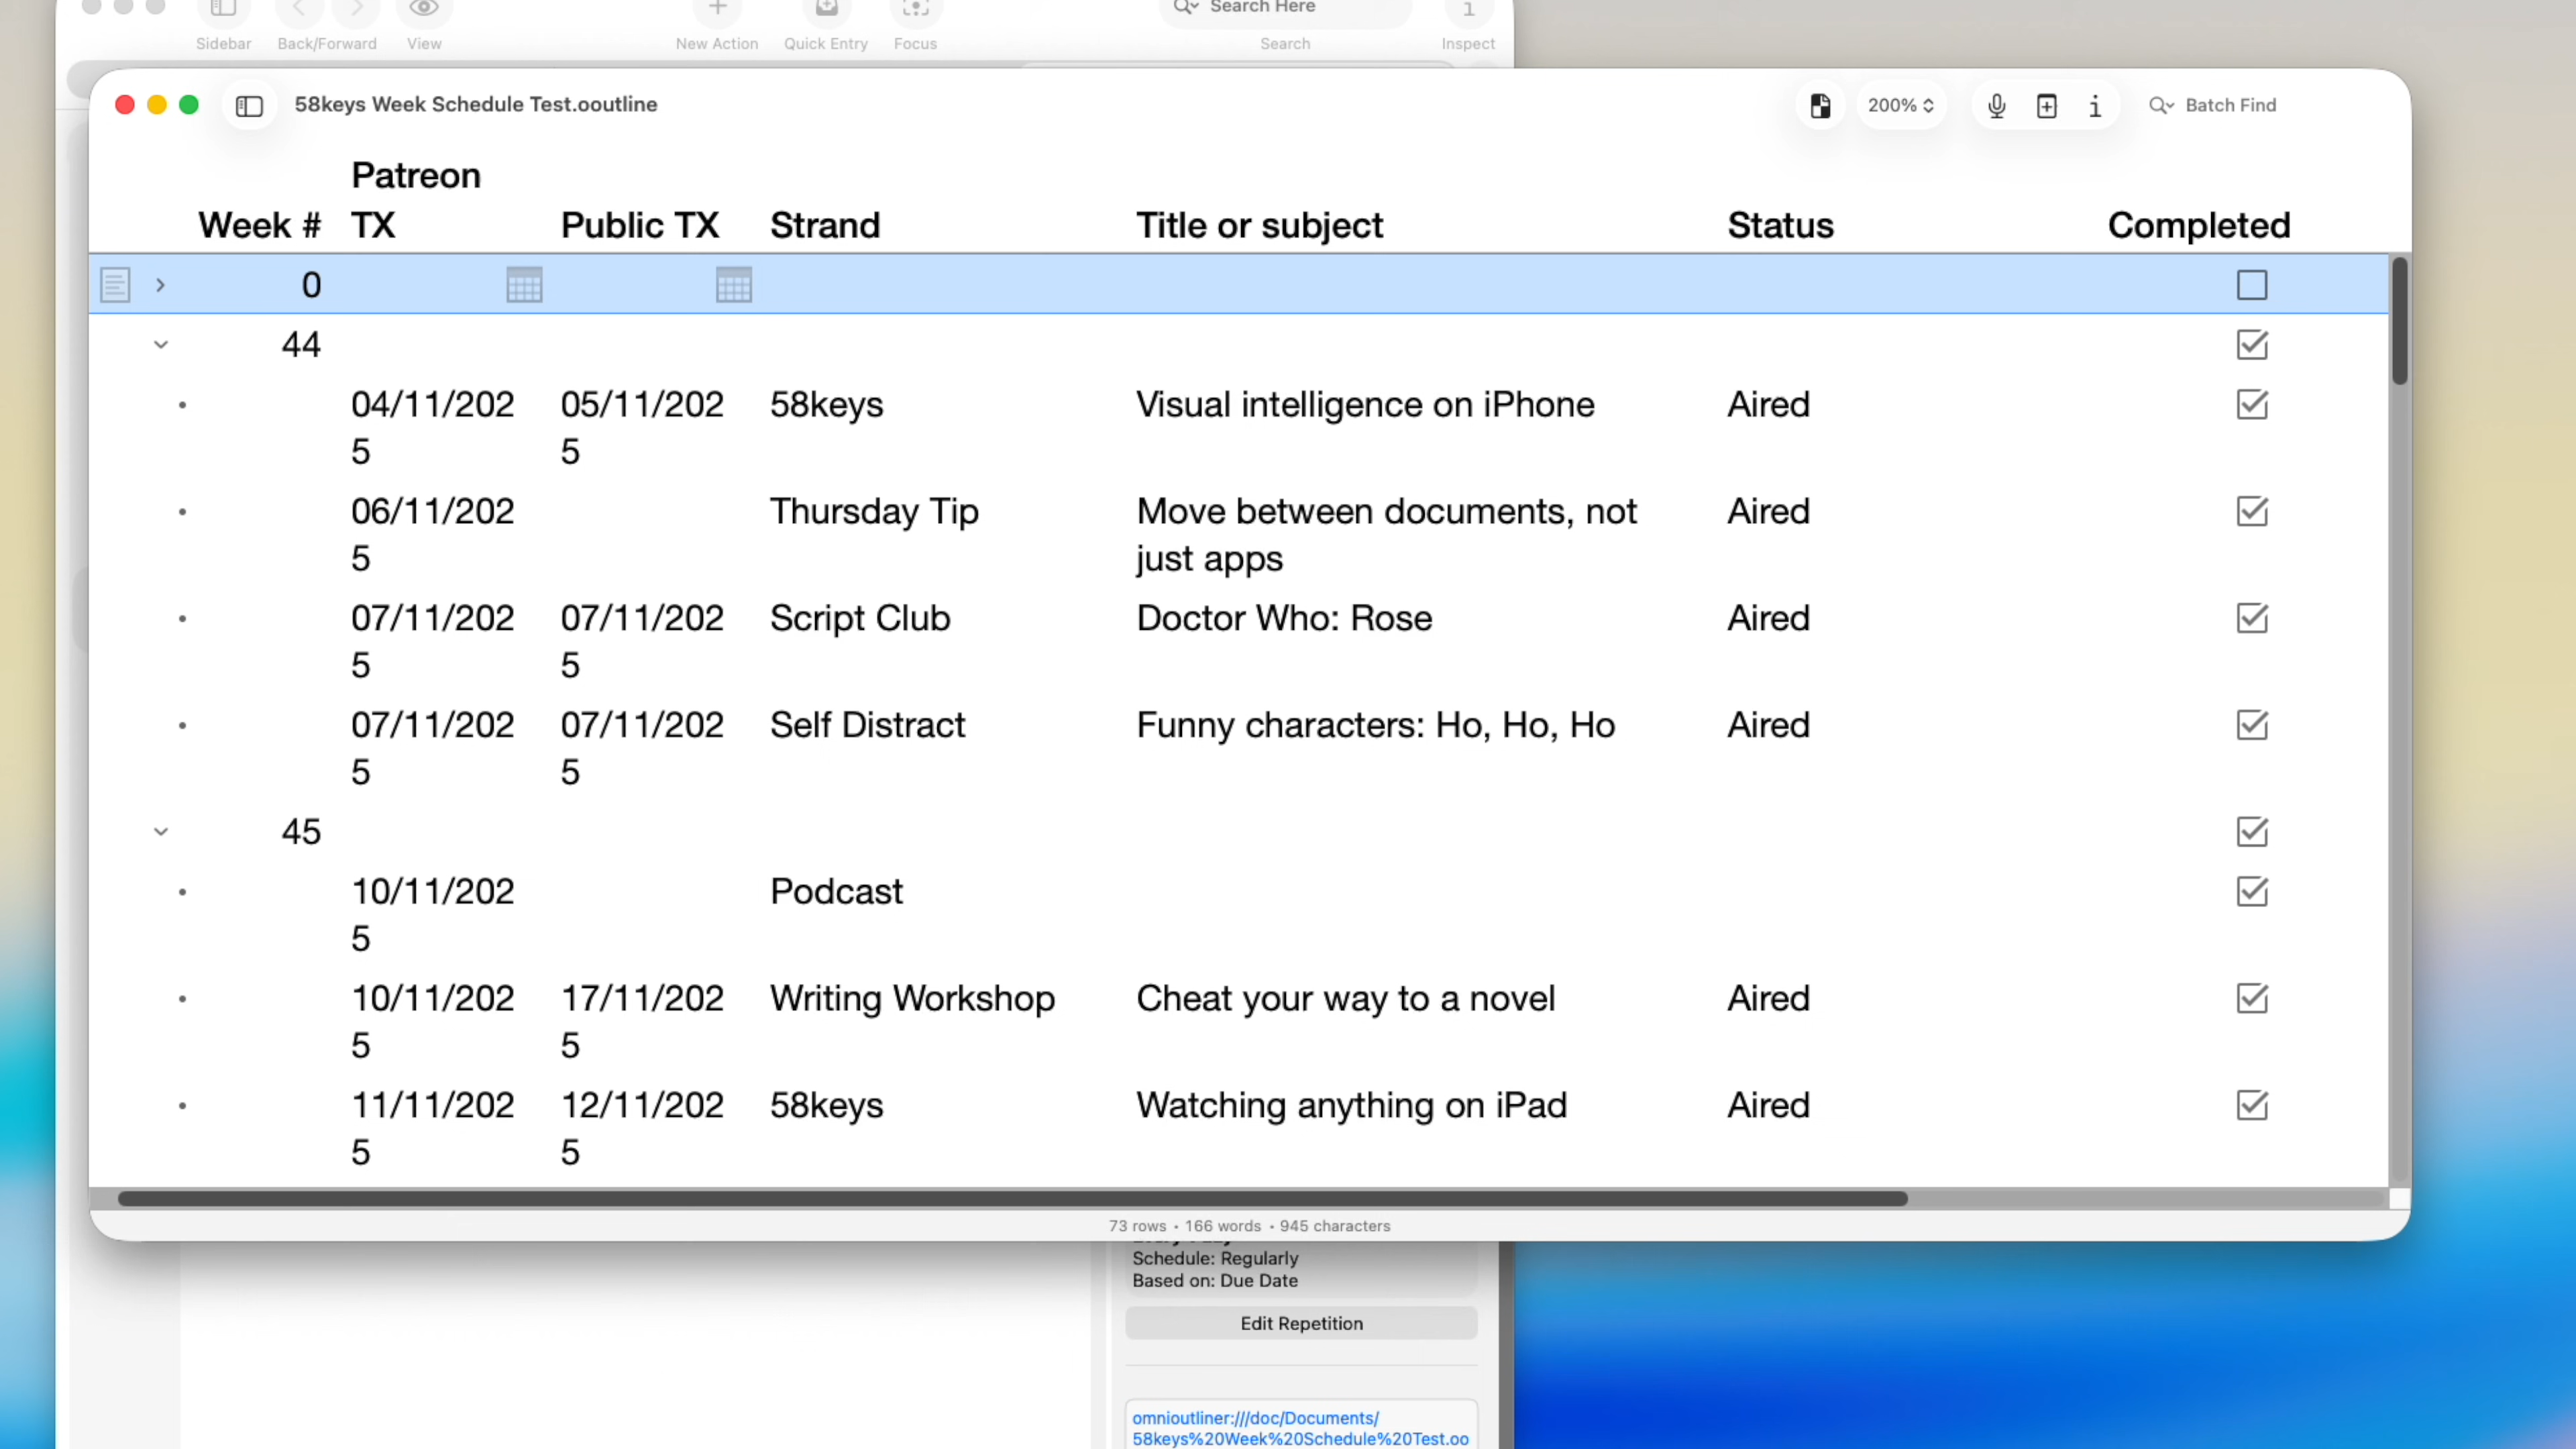 Search Here
Sidebar Back/Forward View New Action Quick Entry Focus Search Inspect
58keys Week Schedule Test.ooutline 200% Batch Find
Patreon
Week # TX Public TX Strand Title or subject Status Completed
0
44
04/11/202 05/11/202 58keys Visual intelligence on iPhone Aired
5 5
06/11/202 Thursday Tip Move between documents, not Aired
5 just apps
07/11/202 07/11/202 Script Club Doctor Who: Rose Aired
5 5
07/11/202 07/11/202 Self Distract Funny characters: Ho, Ho, Ho Aired
5 5
45
10/11/202 Podcast
5
10/11/202 17/11/202 Writing Workshop Cheat your way to a novel Aired
5 5
11/11/202 12/11/202 58keys Watching anything on iPad Aired
5 5
73 rows • 166 words • 945 characters
Schedule: Regularly
Based on: Due Date
Edit Repetition
omnioutliner:///doc/Documents/
58keys%20Week%20Schedule%20Test.oo